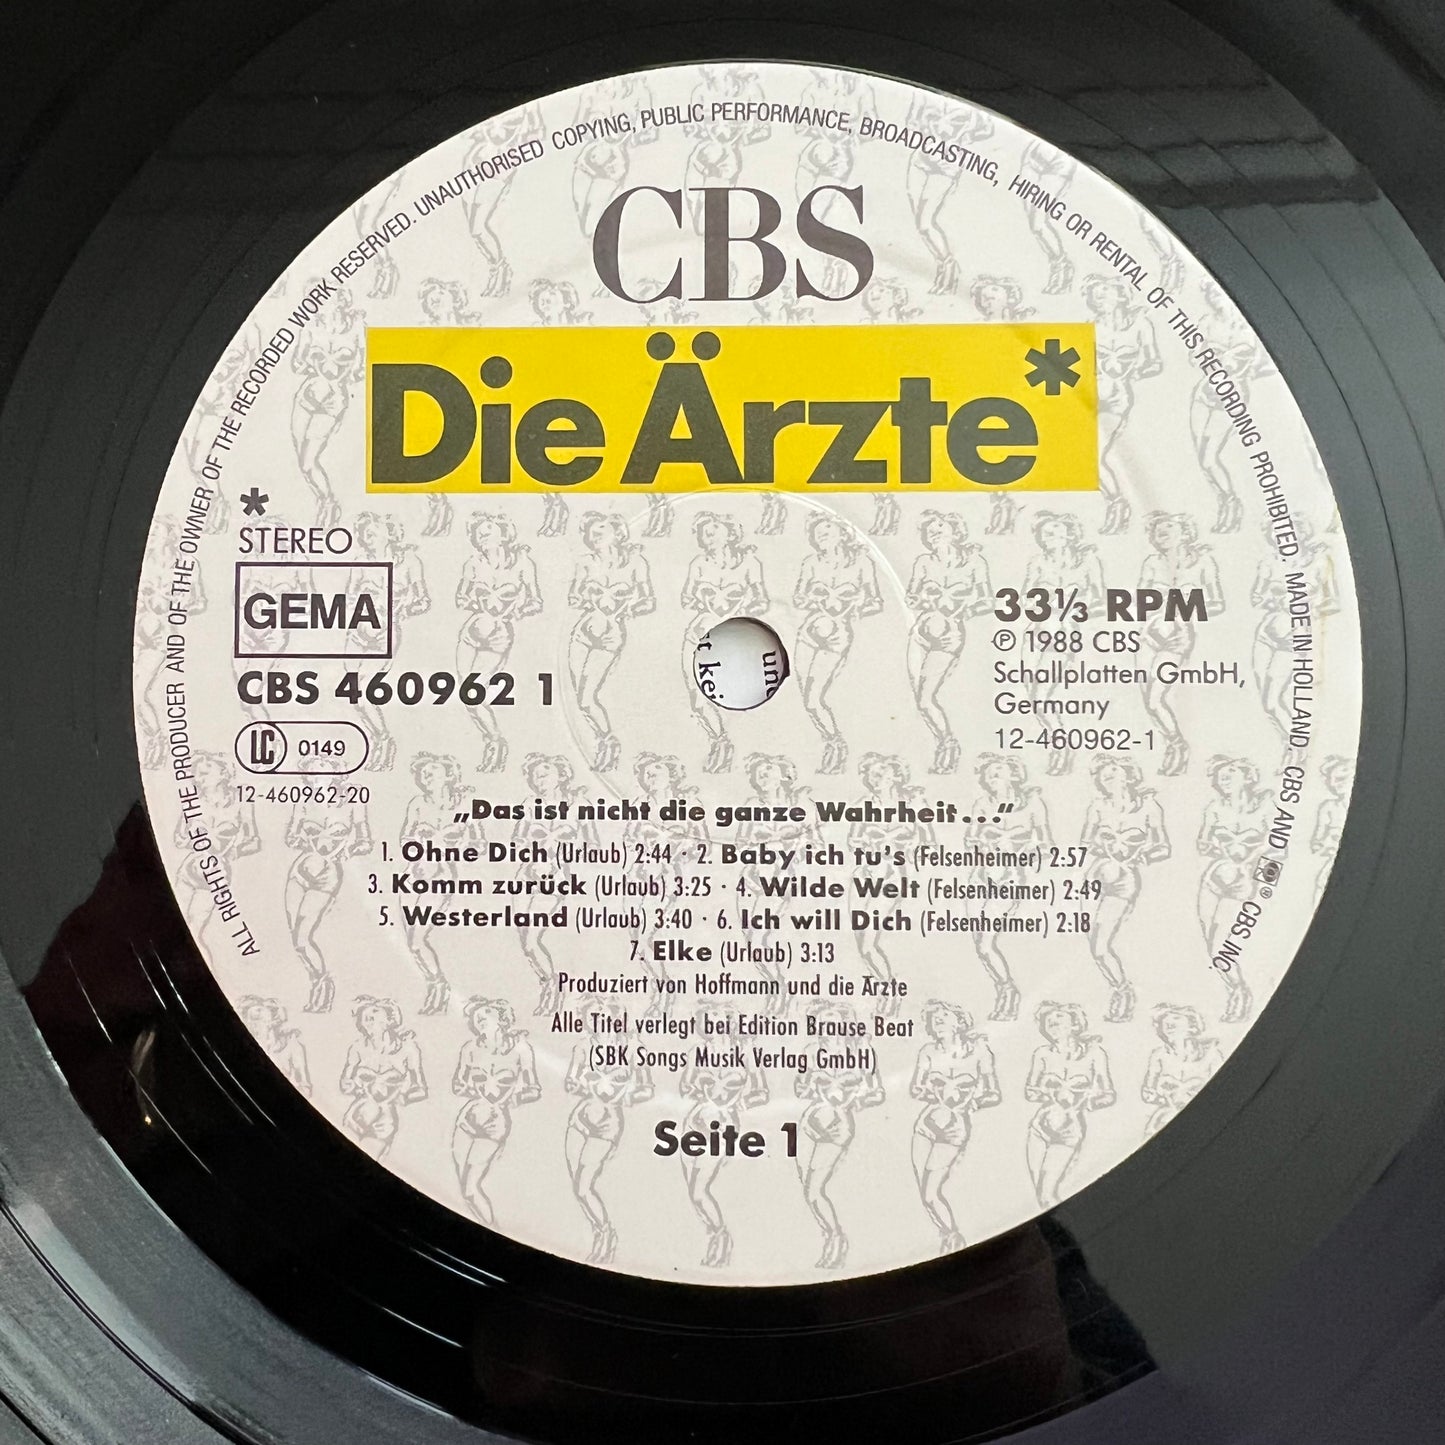 ALL RIGHTS OF THE PRODUCER AND OF THE OWNER OF THE RECORDED WORK RESERVED. UNAUTHORISED COPYING, PUBLIC PERFORMANCE, BROADCASTING, HIRING OR RENTAL OF THIS RECORDING PROHIBITED. MADE IN HOLLAND. CBS AND ® CBS INC.
CBS
Die Ärzte*
*
STEREO
GEMA
CBS 460962 1
LC 0149
12-460962-20
33⅓ RPM
℗ 1988 CBS
Schallplatten GmbH,
Germany
12-460962-1
und
t kei
„Das ist nicht die ganze Wahrheit..."
1. Ohne Dich (Urlaub) 2:44 · 2. Baby ich tu's (Felsenheimer) 2:57
3. Komm zurück (Urlaub) 3:25 · 4. Wilde Welt (Felsenheimer) 2:49
5. Westerland (Urlaub) 3:40 · 6. Ich will Dich (Felsenheimer) 2:18
7. Elke (Urlaub) 3:13
Produziert von Hoffmann und die Ärzte
Alle Titel verlegt bei Edition Brause Beat
(SBK Songs Musik Verlag GmbH)
Seite 1